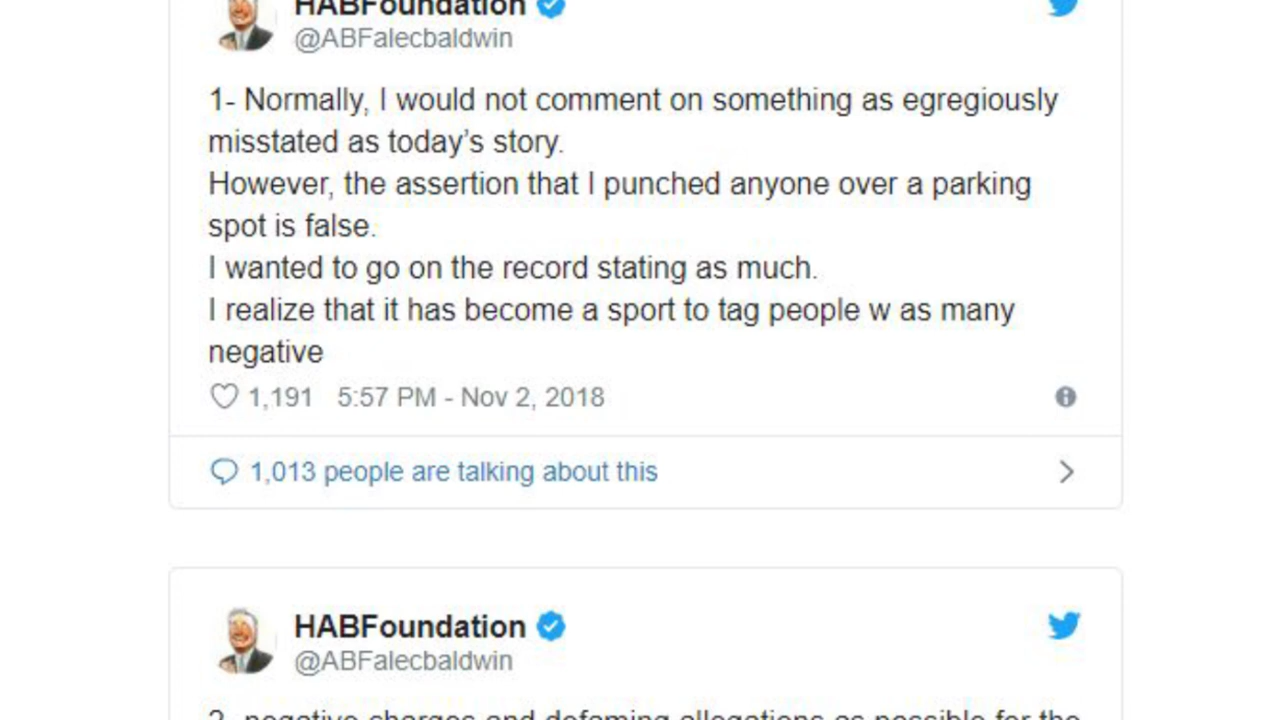 HABFoundation
@ABFalecbaldwin
1- Normally, I would not comment on something as egregiously
misstated as today’s story.
However, the assertion that I punched anyone over a parking
spot is false.
I wanted to go on the record stating as much.
I realize that it has become a sport to tag people w as many
negative
1,191 5:57 PM - Nov 2, 2018
1,013 people are talking about this
HABFoundation
@ABFalecbaldwin
2- negative charges and defaming allegations as possible for the